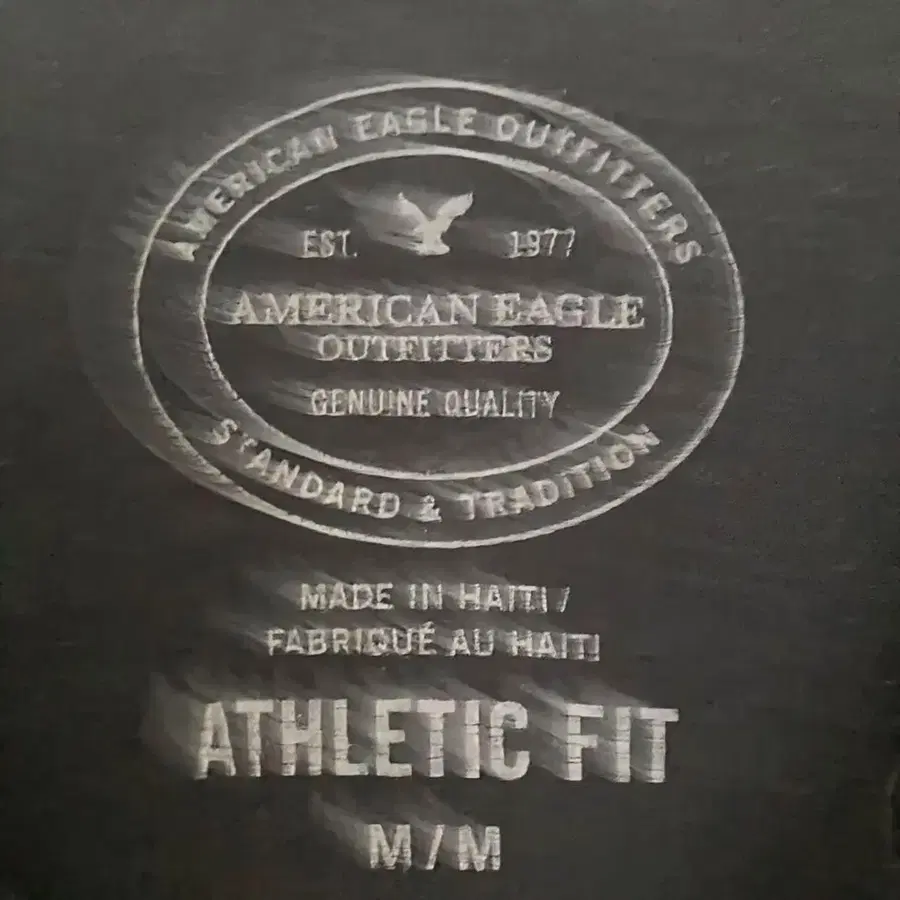 AMERICAN EAGLE OUTFITTERS
EST. 1977
AMERICAN EAGLE
OUTFITTERS
GENUINE QUALITY
STANDARD & TRADITION
MADE IN HAITI /
FABRIQUÉ AU HAITI
ATHLETIC FIT
M / M